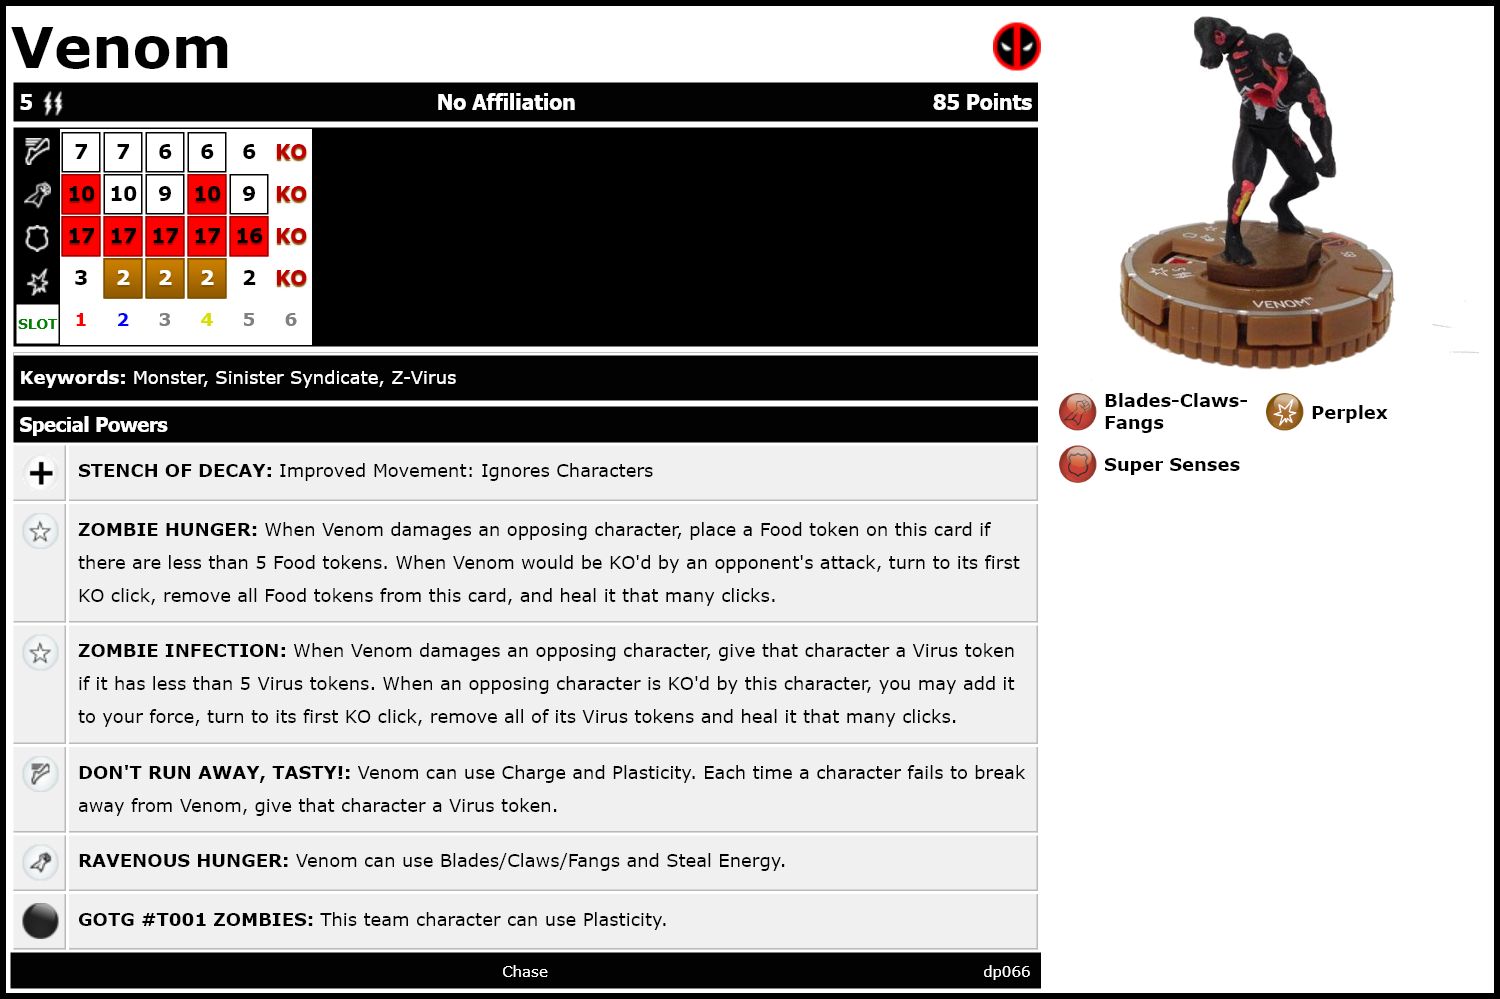 Venom
5 No Affiliation 85 Points
7 7 6 6 6 KO
10 10 9 10 9 KO
17 17 17 17 16 KO
3 2 2 2 2 KO
SLOT 1 2 3 4 5 6
Keywords: Monster, Sinister Syndicate, Z-Virus
Special Powers
STENCH OF DECAY: Improved Movement: Ignores Characters
ZOMBIE HUNGER: When Venom damages an opposing character, place a Food token on this card if
there are less than 5 Food tokens. When Venom would be KO'd by an opponent's attack, turn to its first
KO click, remove all Food tokens from this card, and heal it that many clicks.
ZOMBIE INFECTION: When Venom damages an opposing character, give that character a Virus token
if it has less than 5 Virus tokens. When an opposing character is KO'd by this character, you may add it
to your force, turn to its first KO click, remove all of its Virus tokens and heal it that many clicks.
DON'T RUN AWAY, TASTY!: Venom can use Charge and Plasticity. Each time a character fails to break
away from Venom, give that character a Virus token.
RAVENOUS HUNGER: Venom can use Blades/Claws/Fangs and Steal Energy.
GOTG #T001 ZOMBIES: This team character can use Plasticity.
Chase dp066
VENOM™
Blades-Claws-
Fangs
Perplex
Super Senses